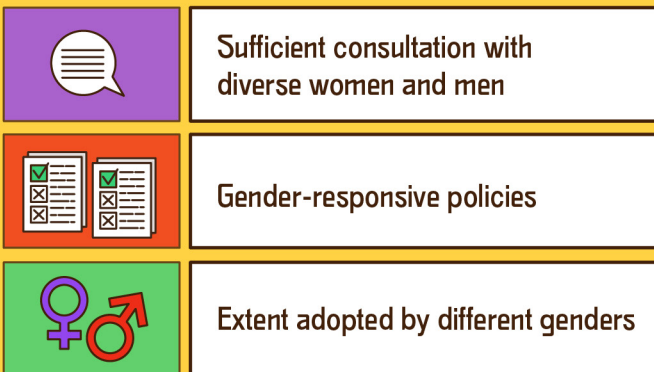 Sufficient consultation with
diverse women and men
Gender-responsive policies
Extent adopted by different genders